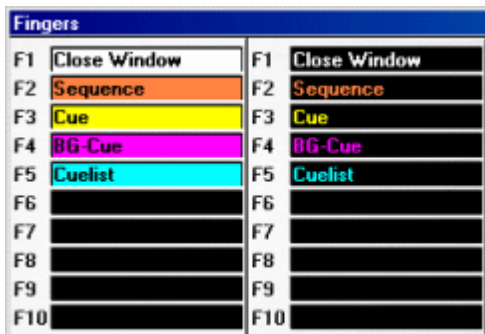 Fingers
F1 Close Window F1 Close Window
F2 Sequence F2 Sequence
F3 Cue F3 Cue
F4 BG-Cue F4 BG-Cue
F5 Cuelist F5 Cuelist
F6 F6
F7 F7
F8 F8
F9 F9
F10 F10